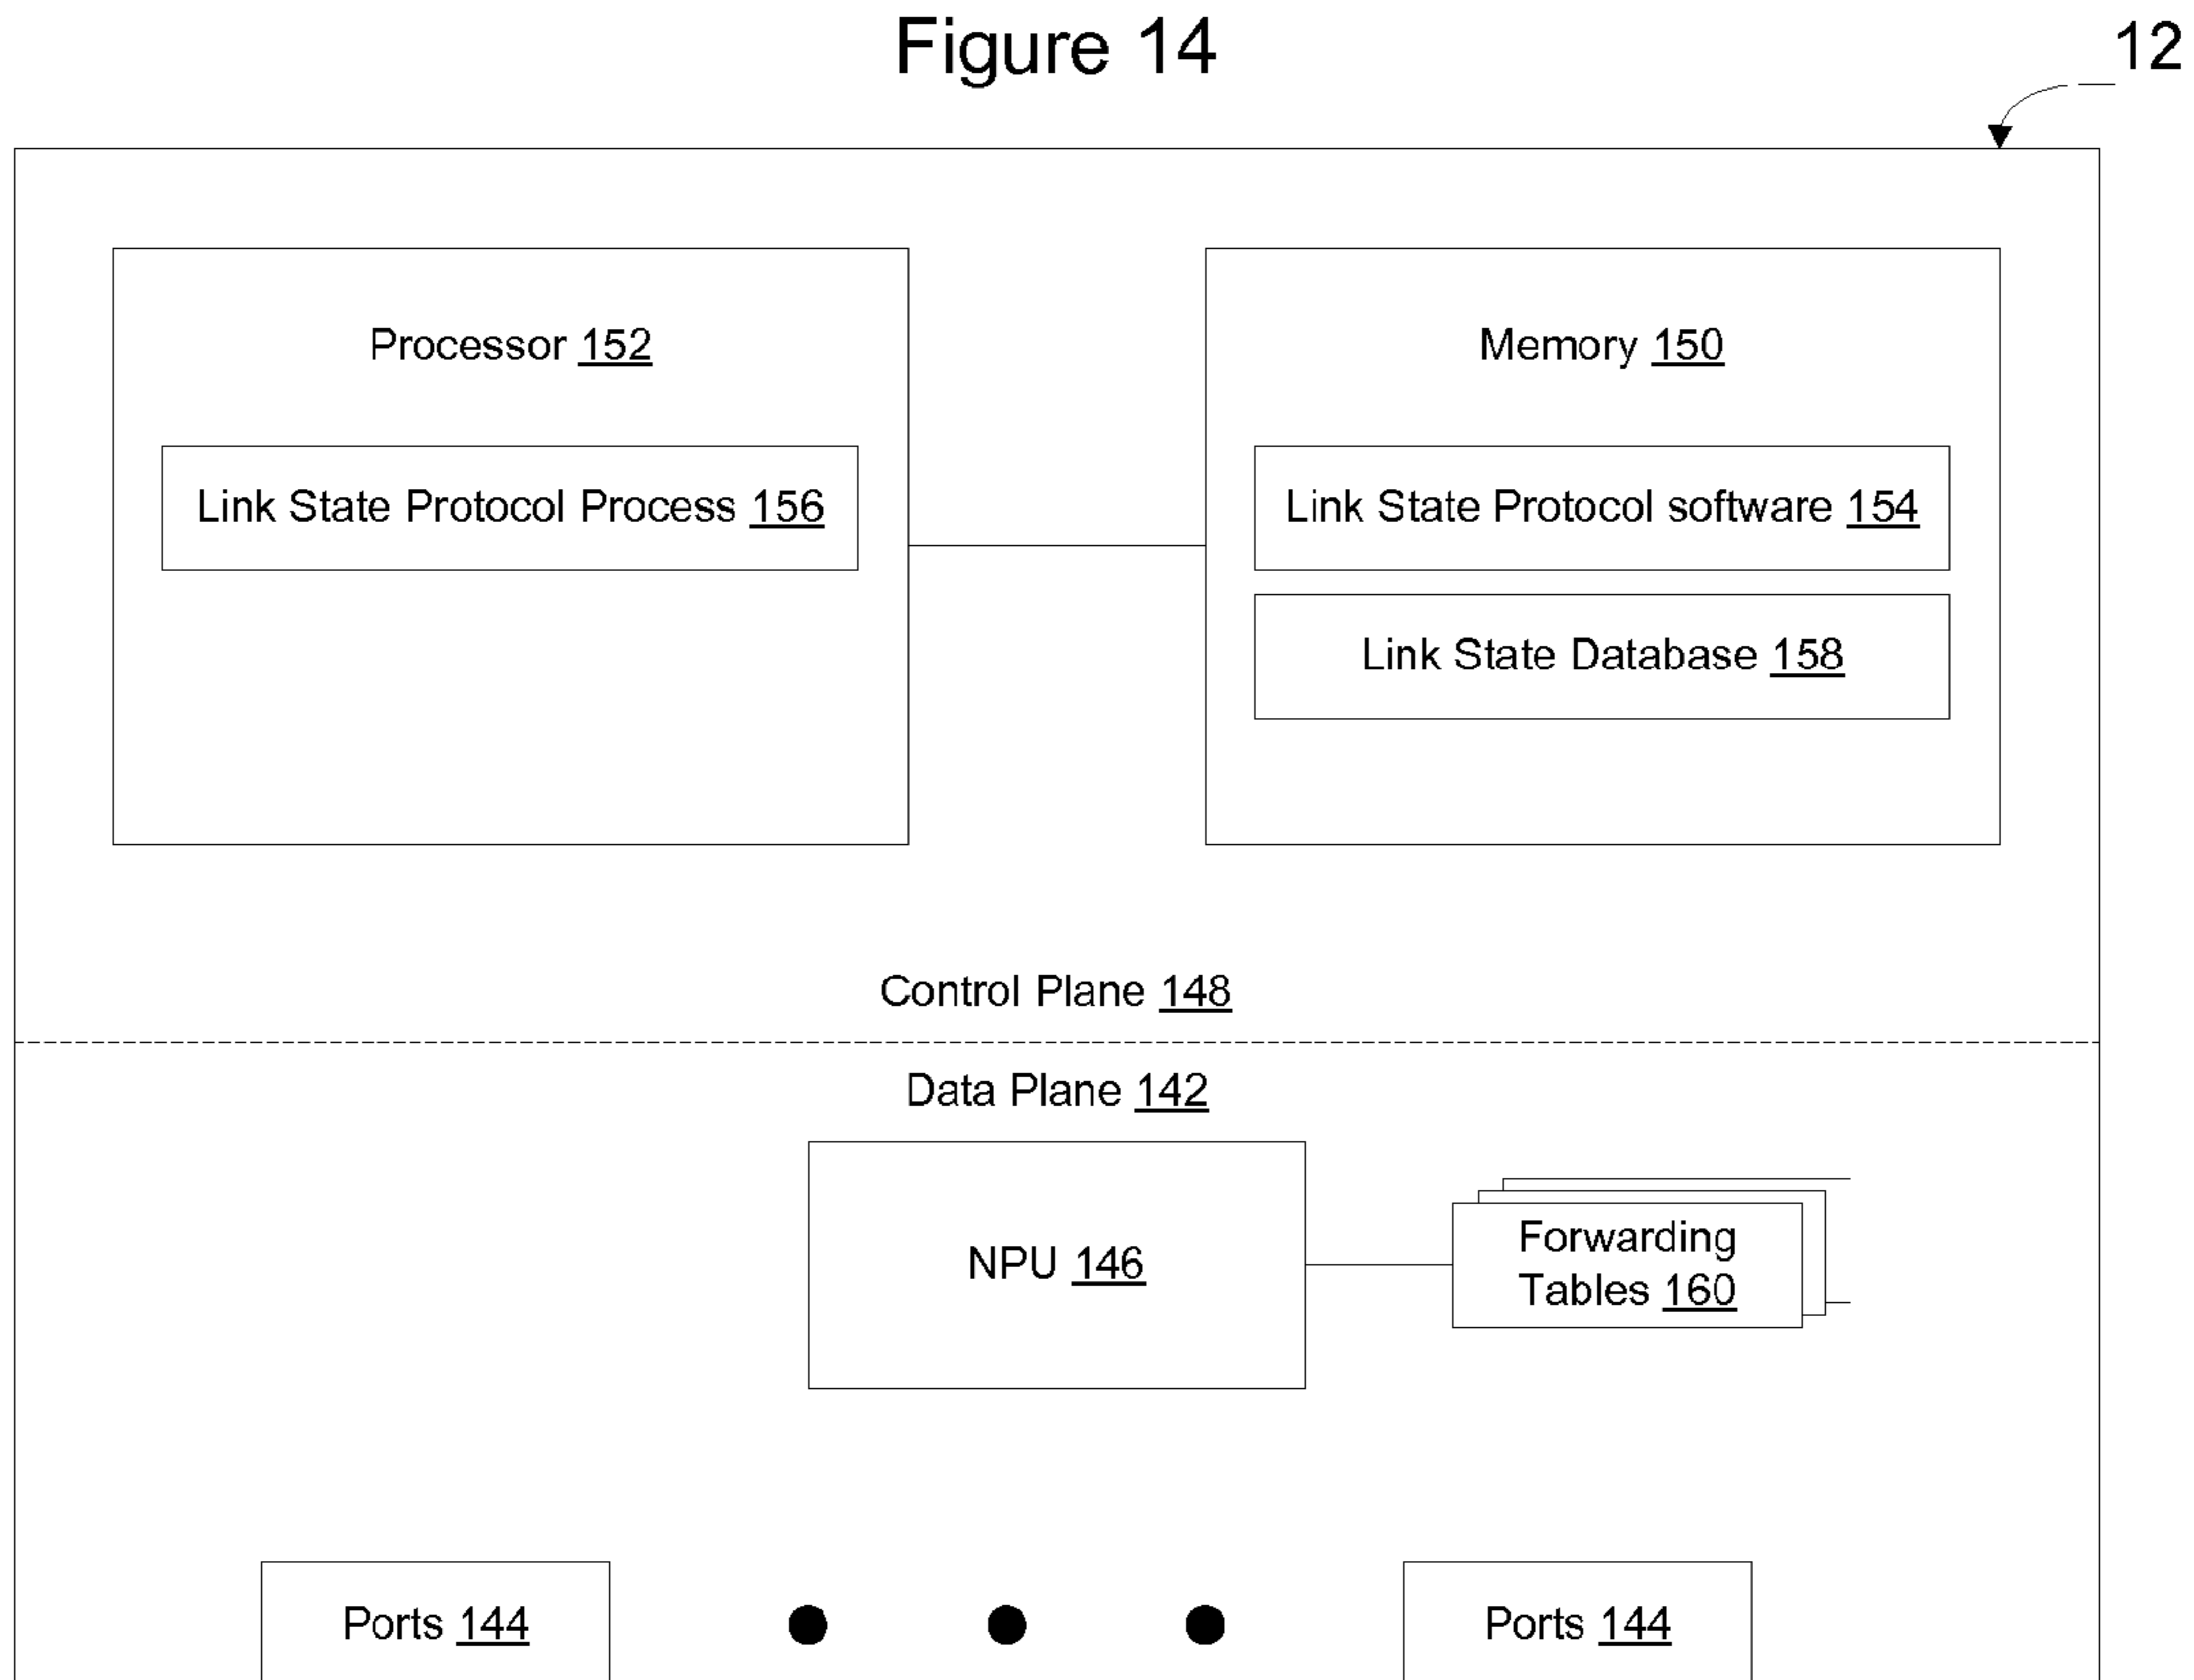 Figure 14
12
Processor 152
Memory 150
Link State Protocol Process 156
Link State Protocol software 154
Link State Database 158
Control Plane 148
Data Plane 142
NPU 146
Forwarding
Tables 160
Ports 144
Ports 144